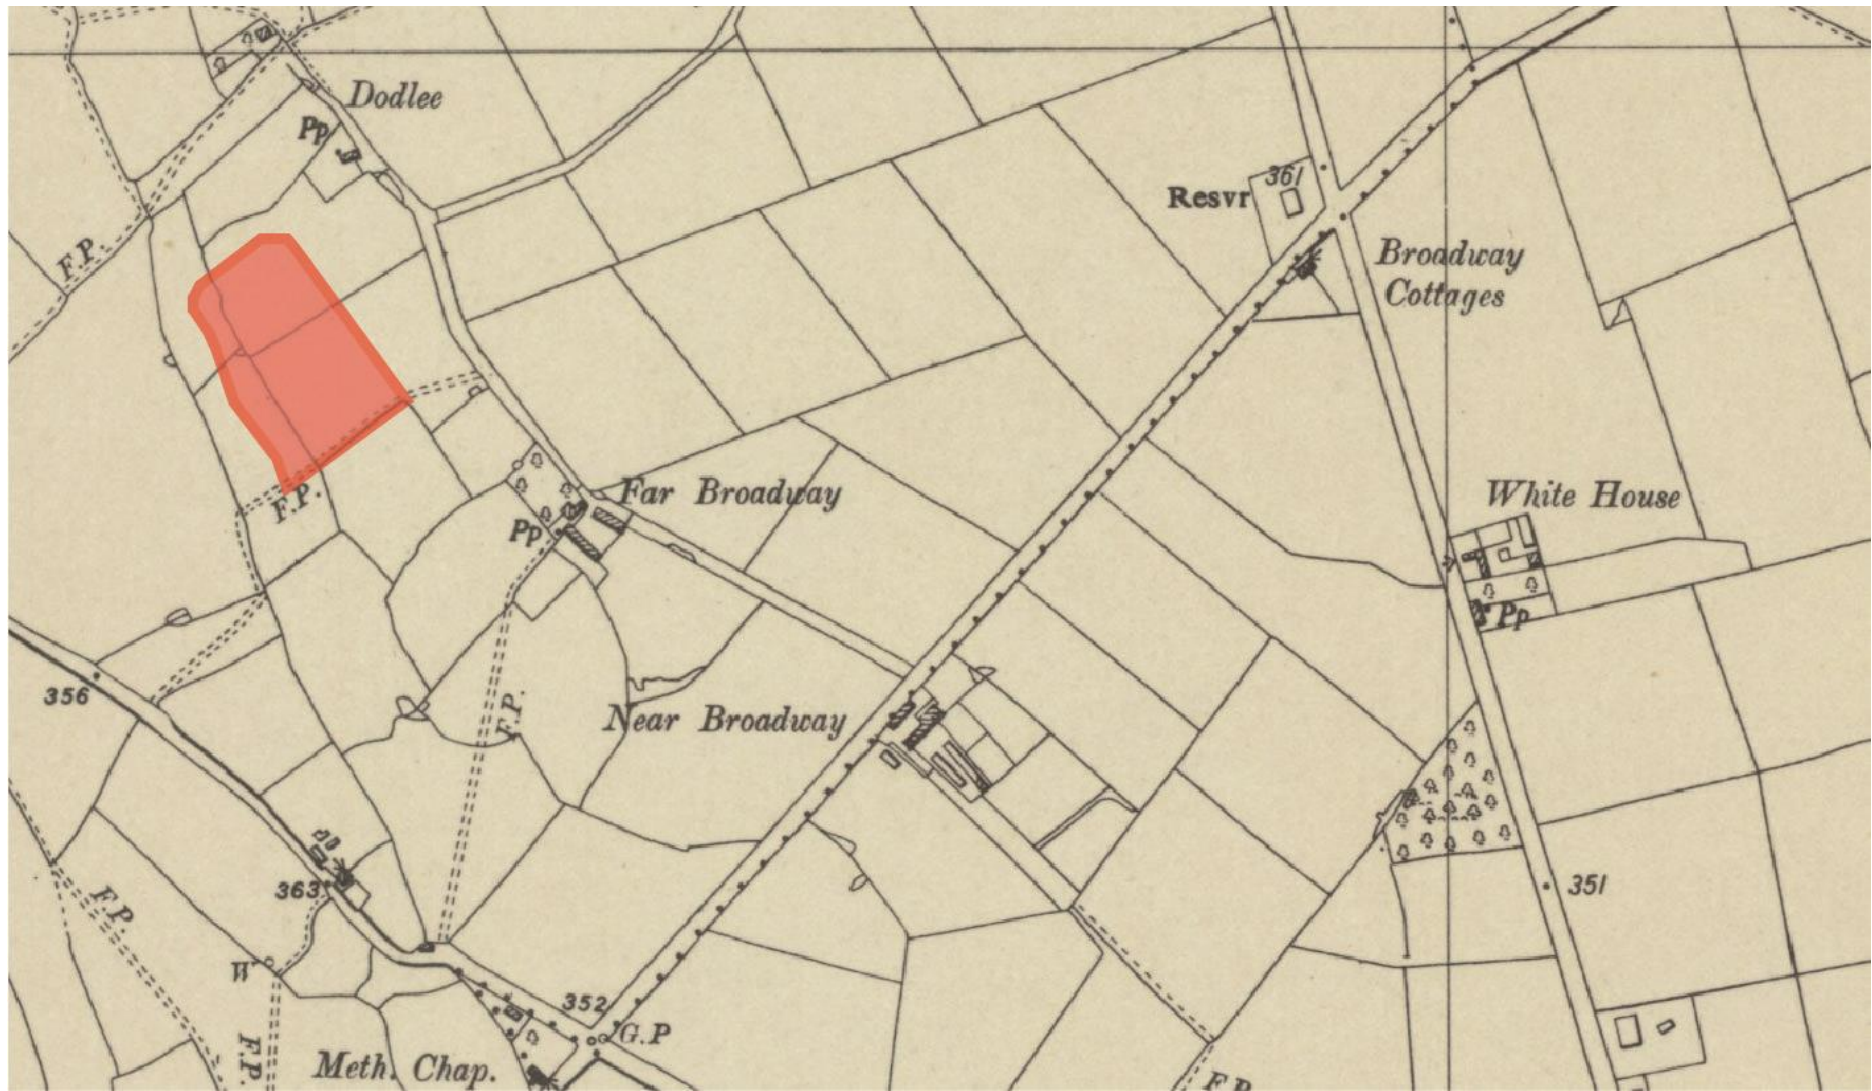 Dodlee
Pp
361
Resvr
Broadway
Cottages
F.P.
Far Broadway
White House
F.P.
Pp
Pp
356
F.P.
Near Broadway
363
F.P.
351
W
352
G.P
F.P.
Meth. Chap.
F.P.